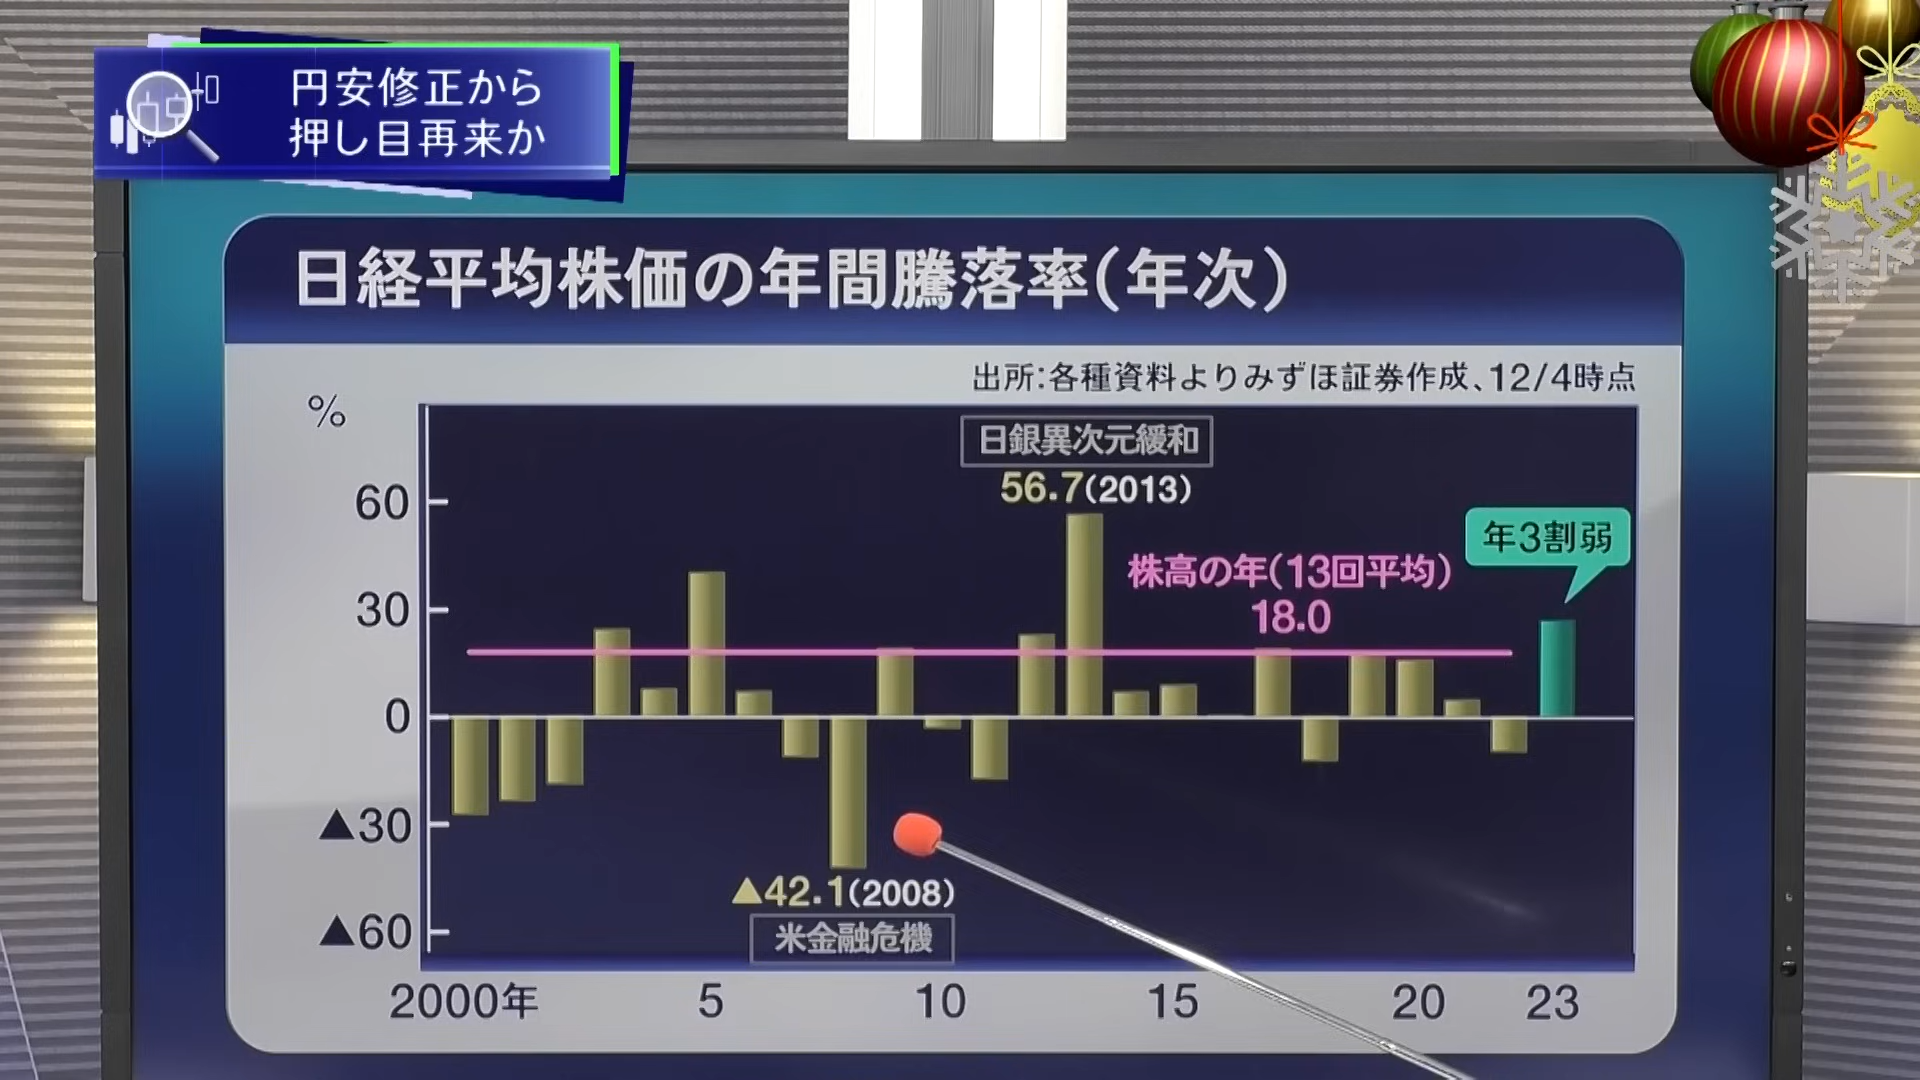 円安修正から
押し目再来か
日経平均株価の年間騰落率(年次)
出所:各種資料よりみずほ証券作成、12/4時点
%
日銀異次元緩和
56.7(2013)
年3割弱
株高の年(13回平均)
18.0
60
30
0
▲30
▲60
▲42.1(2008)
米金融危機
2000年 5 10 15 20 23